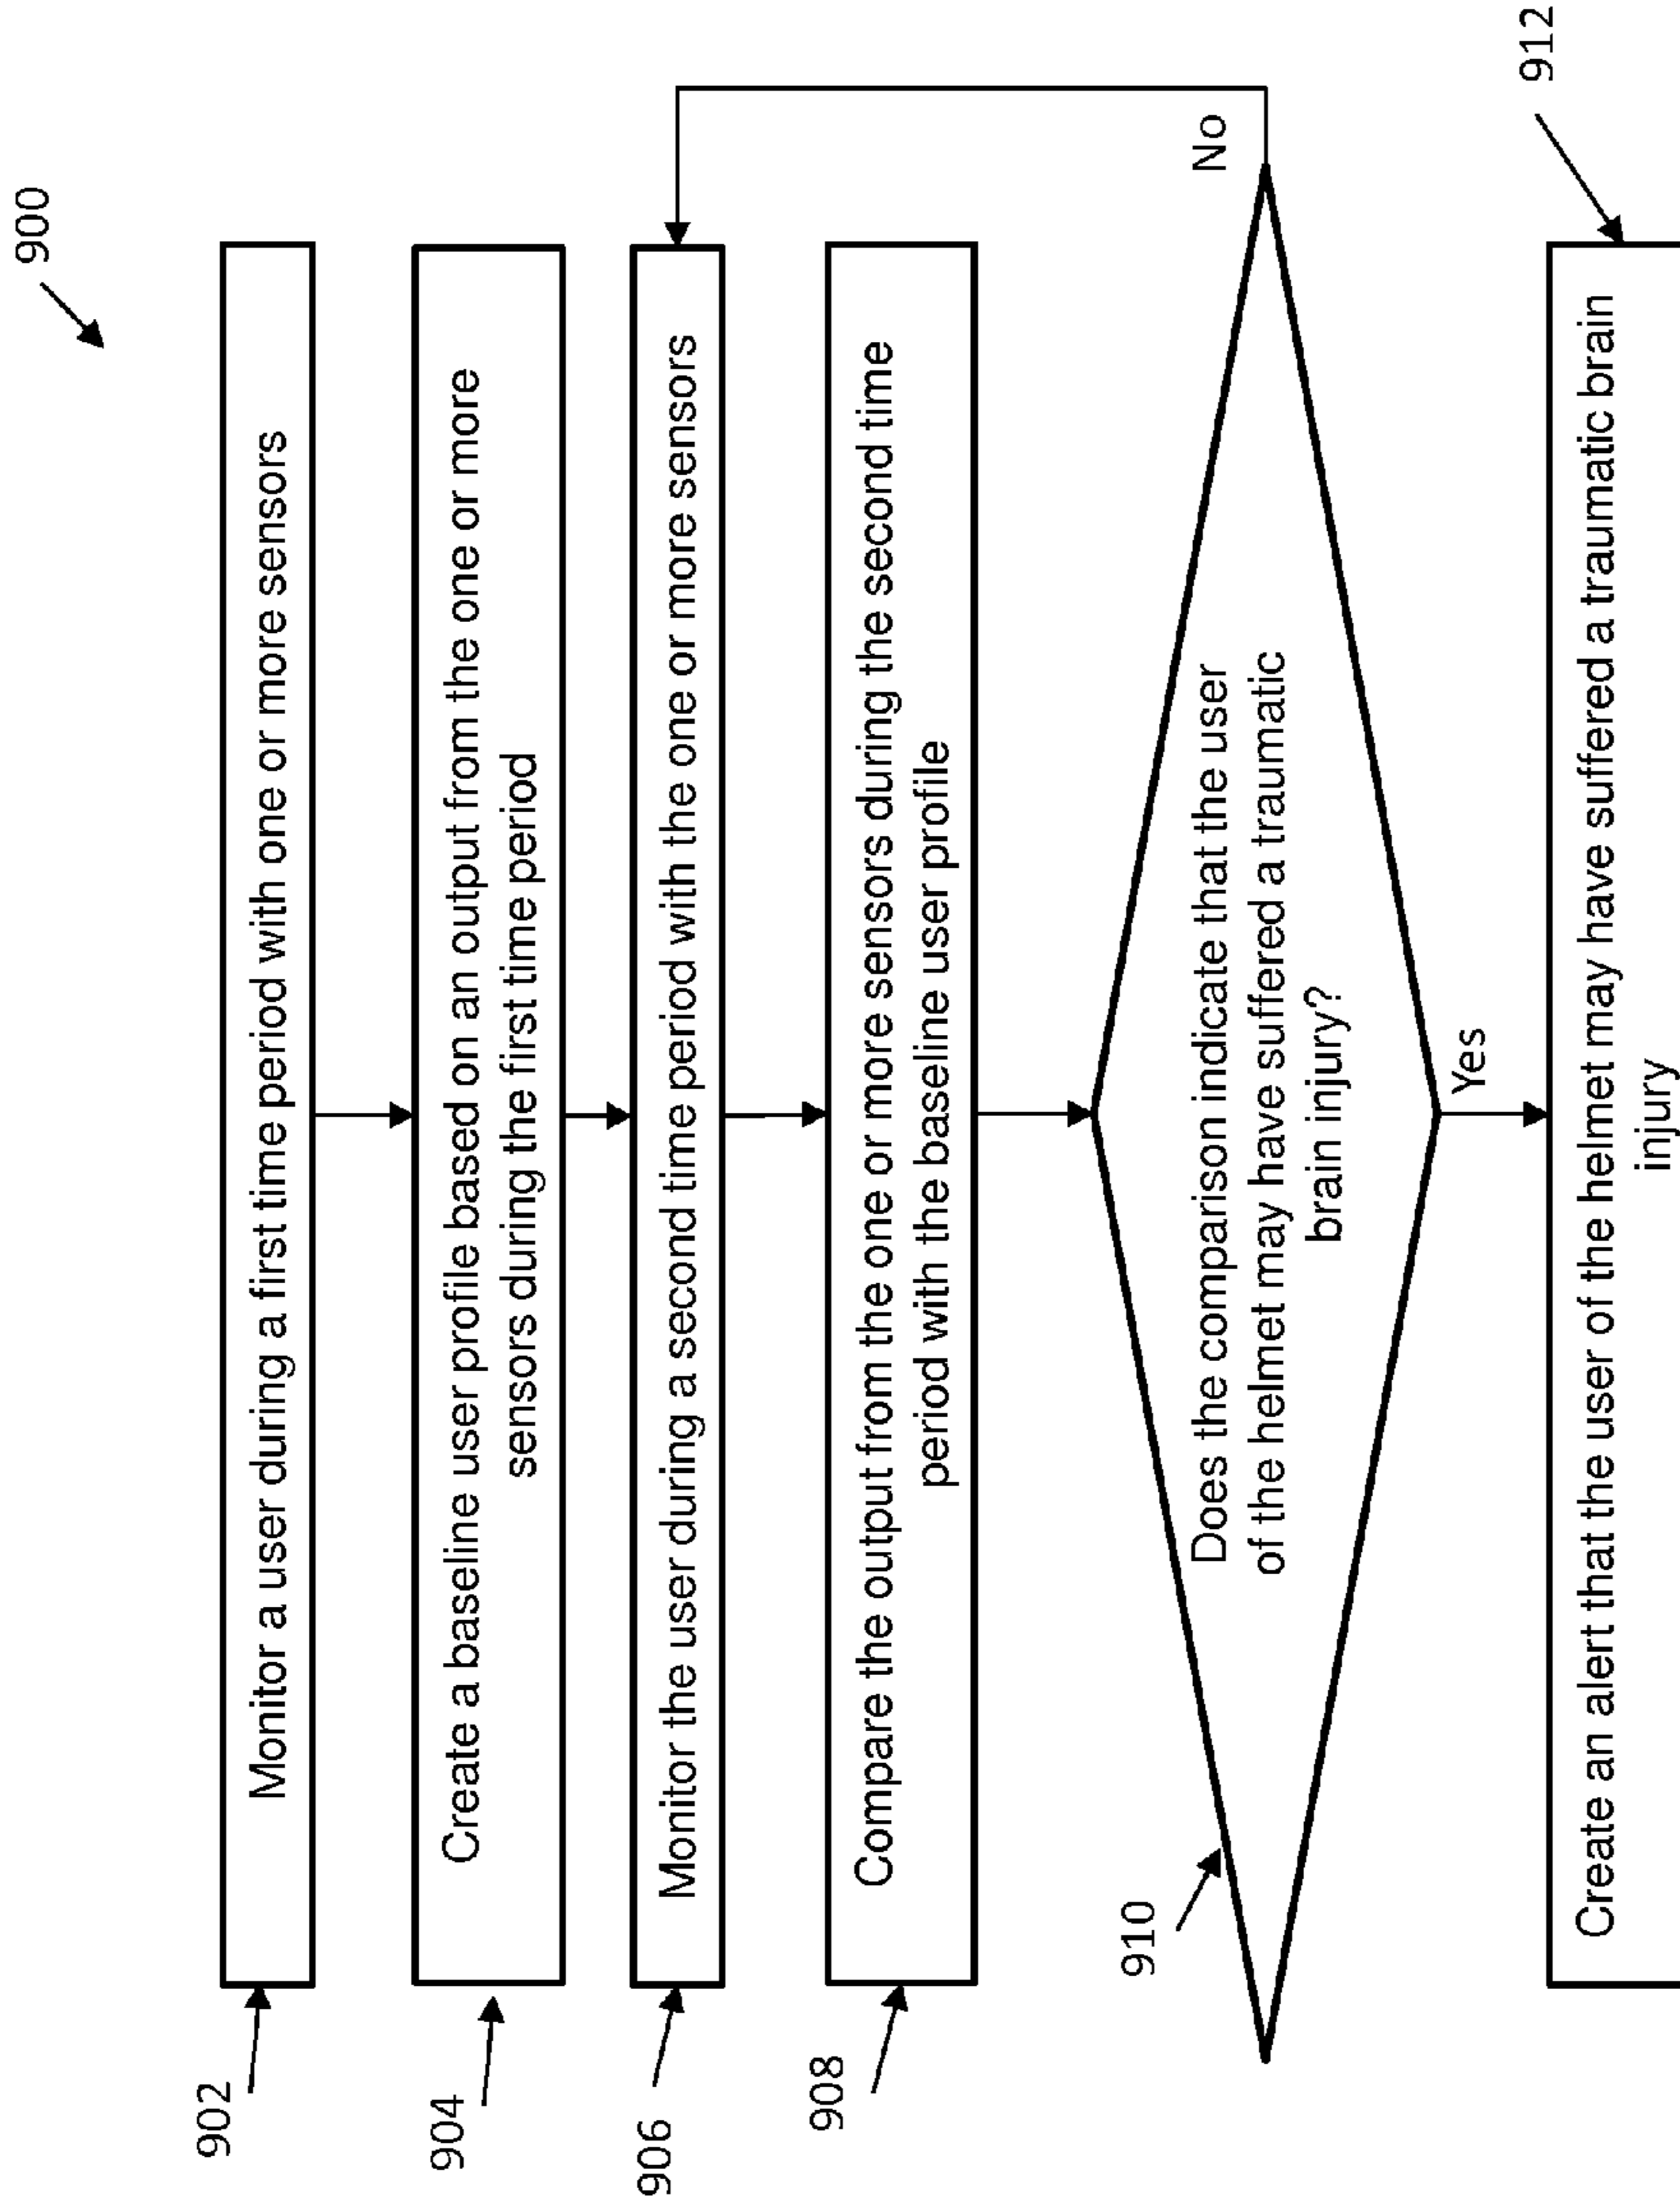 900
902
Monitor a user during a first time period with one or more sensors
904
Create a baseline user profile based on an output from the one or more
sensors during the first time period
906
Monitor the user during a second time period with the one or more sensors
908
Compare the output from the one or more sensors during the second time
period with the baseline user profile
910
Does the comparison indicate that the user
of the helmet may have suffered a traumatic
brain injury?
No
Yes
912
Create an alert that the user of the helmet may have suffered a traumatic brain
injury